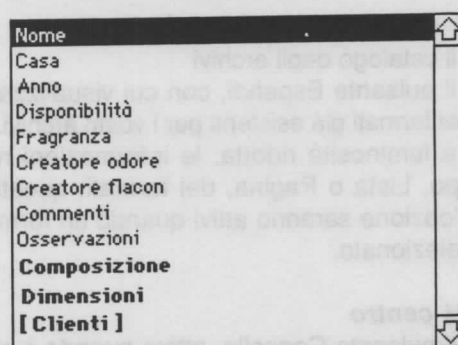 Nome
Casa
Anno
Disponibilità
Fragranza
Creatore odore
Creatore flacon
Commenti
Osservazioni
Composizione
Dimensioni
[Clienti]